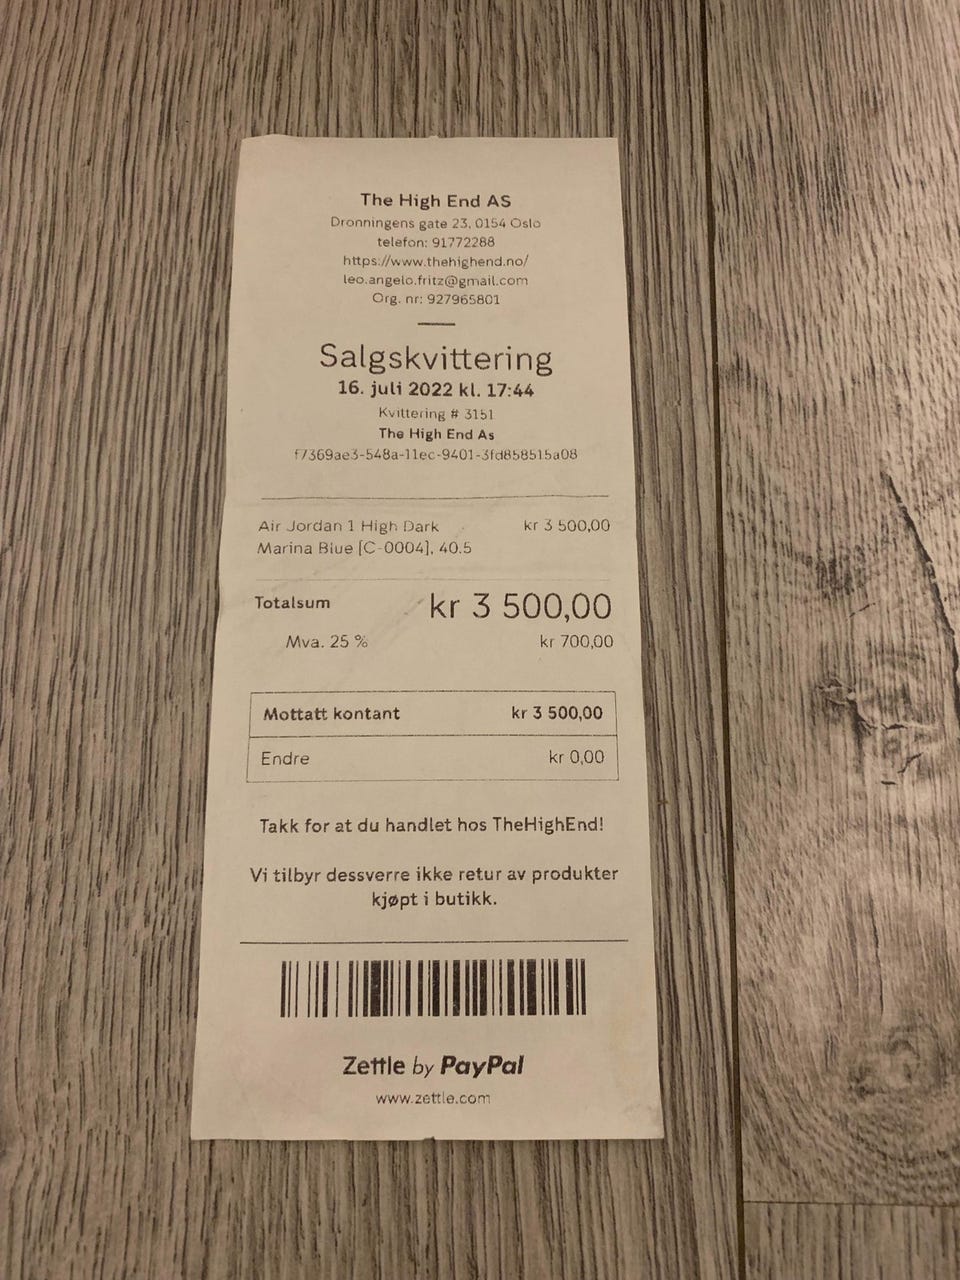 The High End AS
Dronningens gate 23, 0154 Oslo
telefon: 91772288
https://www.thehighend.no/
leo.angelo.fritz@gmail.com
Org. nr: 927965801
Salgskvittering
16. juli 2022 kl. 17:44
Kvittering # 3151
The High End As
f7369ae3-548a-11ec-9401-3fd858515a08
Air Jordan 1 High Dark kr 3 500,00
Marina Blue [C-0004], 40.5
Totalsum kr 3 500,00
Mva. 25 % kr 700,00
Mottatt kontant kr 3 500,00
Endre kr 0,00
Takk for at du handlet hos TheHighEnd!
Vi tilbyr dessverre ikke retur av produkter
kjøpt i butikk.
Zettle by PayPal
www.zettle.com